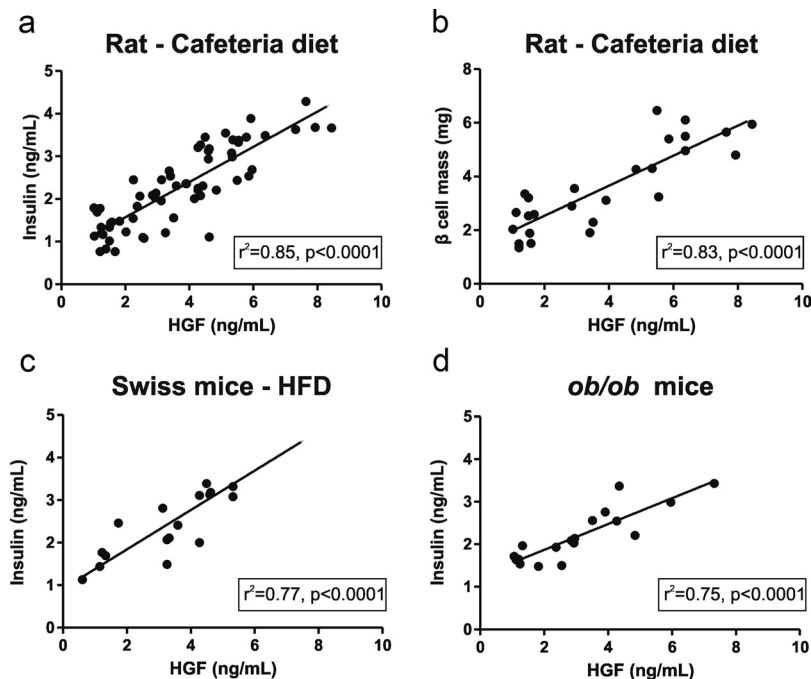 a
Rat - Cafeteria diet
Insulin (ng/mL)
5
4
3
2
1
0
0 2 4 6 8 10
HGF (ng/mL)
r²=0.85, p<0.0001
b
Rat - Cafeteria diet
β cell mass (mg)
8
6
4
2
0
0 2 4 6 8 10
HGF (ng/mL)
r²=0.83, p<0.0001
c
Swiss mice - HFD
Insulin (ng/mL)
5
4
3
2
1
0
0 2 4 6 8 10
HGF (ng/mL)
r²=0.77, p<0.0001
d
ob/ob mice
Insulin (ng/mL)
5
4
3
2
1
0
0 2 4 6 8 10
HGF (ng/mL)
r²=0.75, p<0.0001